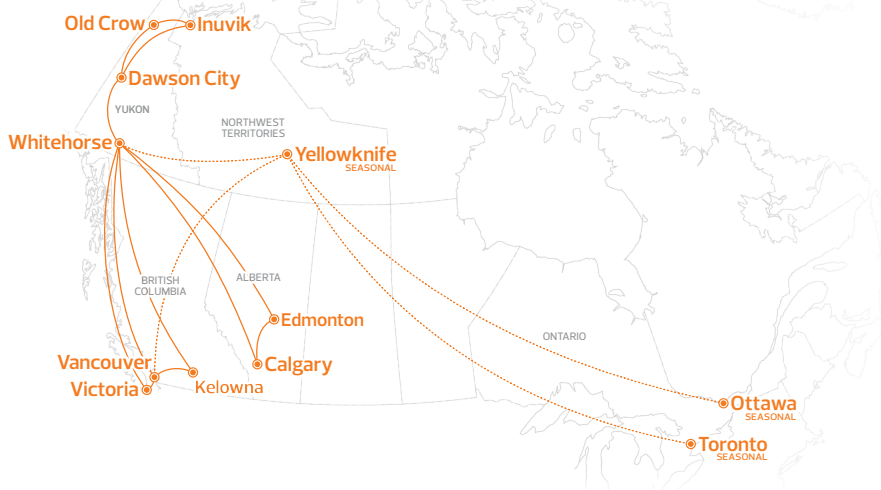 Old Crow
Inuvik
Dawson City
YUKON
NORTHWEST
TERRITORIES
Whitehorse
Yellowknife
SEASONAL
BRITISH
COLUMBIA
ALBERTA
Edmonton
ONTARIO
Vancouver
Calgary
Victoria
Kelowna
Ottawa
SEASONAL
Toronto
SEASONAL